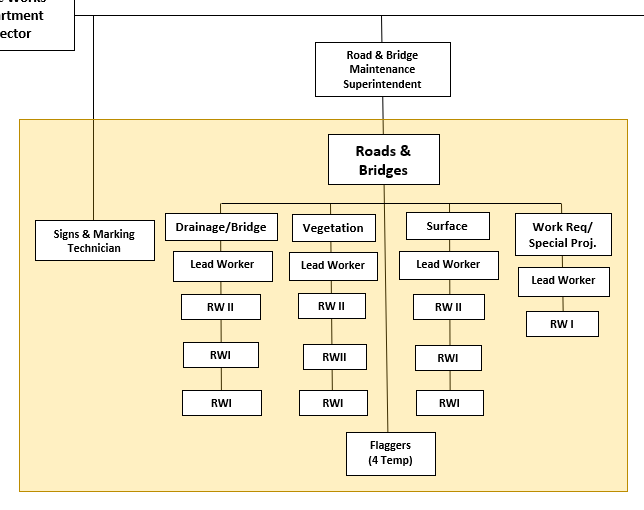 Road & Bridge
Maintenance
Superintendent
Roads &
Bridges
Signs & Marking
Technician
Drainage/Bridge
Lead Worker
RW II
RWI
RWI
Vegetation
Lead Worker
RW II
RWII
RWI
Surface
Lead Worker
RW II
RWI
RWI
Work Req/
Special Proj.
Lead Worker
RW I
Flaggers
(4 Temp)